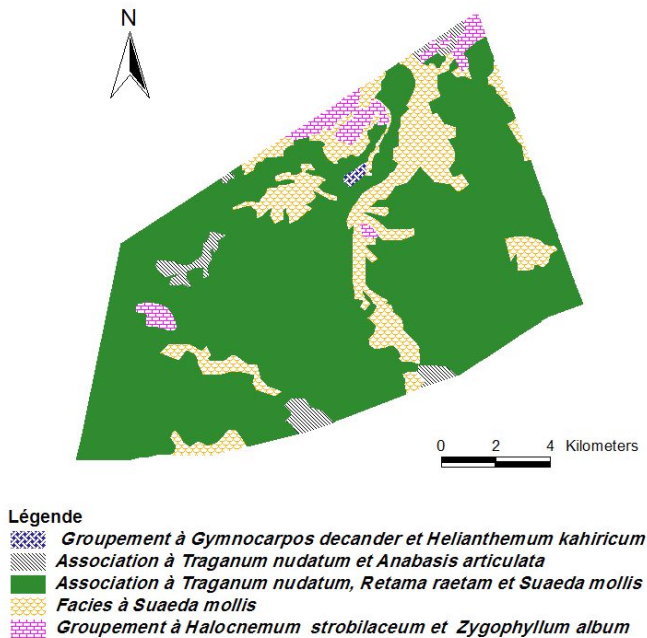 N
0 2 4 Kilometers
Légende
Groupement à Gymnocarpos decander et Helianthemum kahiricum
Association à Traganum nudatum et Anabasis articulata
Association à Traganum nudatum, Retama raetam et Suaeda mollis
Facies à Suaeda mollis
Groupement à Halocnemum strobilaceum et Zygophyllum album